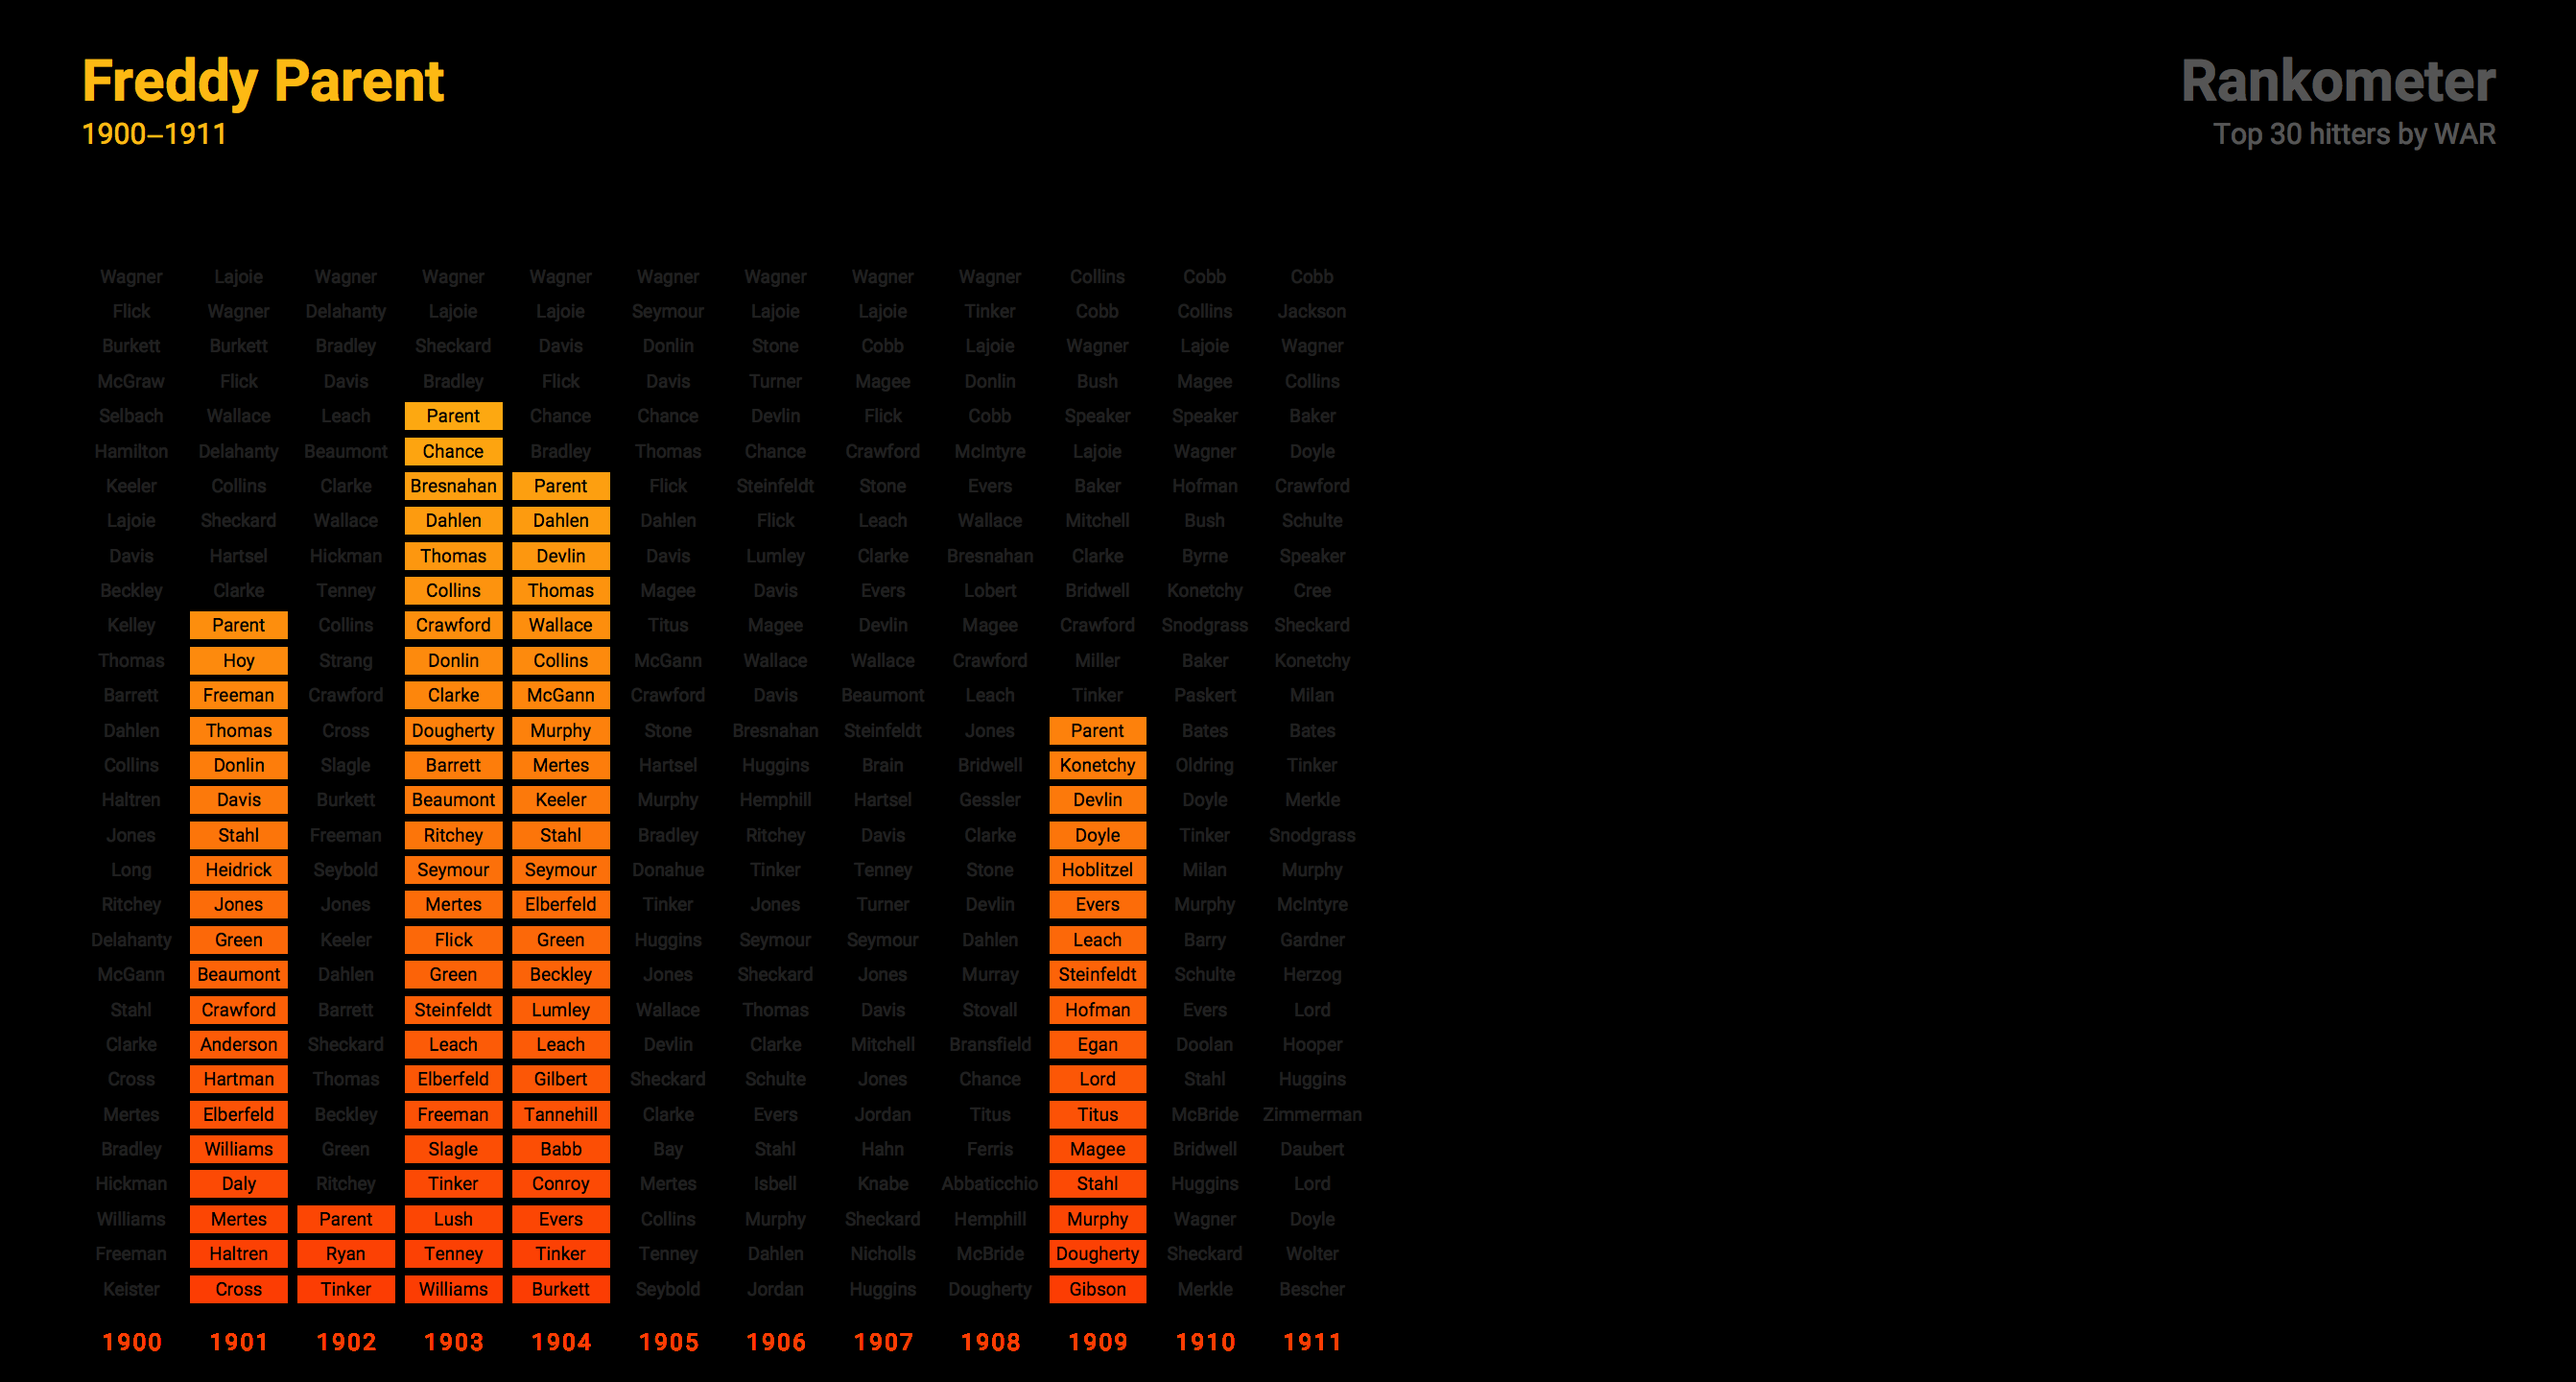 Freddy Parent
1900–1911
Rankometer
Top 30 hitters by WAR
Wagner Lajoie Wagner Wagner Wagner Wagner Wagner Wagner Wagner Collins Cobb Cobb
Flick Wagner Delahanty Lajoie Lajoie Seymour Lajoie Lajoie Tinker Cobb Collins Jackson
Burkett Burkett Bradley Sheckard Davis Donlin Stone Cobb Lajoie Wagner Lajoie Wagner
McGraw Flick Davis Bradley Flick Davis Turner Magee Donlin Bush Magee Collins
Selbach Wallace Leach Parent Chance Chance Devlin Flick Cobb Speaker Speaker Baker
Hamilton Delahanty Beaumont Chance Bradley Thomas Chance Crawford McIntyre Lajoie Wagner Doyle
Keeler Collins Clarke Bresnahan Parent Flick Steinfeldt Stone Evers Baker Hofman Crawford
Lajoie Sheckard Wallace Dahlen Dahlen Dahlen Flick Leach Wallace Mitchell Bush Schulte
Davis Hartsel Hickman Thomas Devlin Davis Lumley Clarke Bresnahan Clarke Byrne Speaker
Beckley Clarke Tenney Collins Thomas Magee Davis Evers Lobert Bridwell Konetchy Cree
Kelley Parent Collins Crawford Wallace Titus Magee Devlin Magee Crawford Snodgrass Sheckard
Thomas Hoy Strang Donlin Collins McGann Wallace Wallace Crawford Miller Baker Konetchy
Barrett Freeman Crawford Clarke McGann Crawford Davis Beaumont Leach Tinker Paskert Milan
Dahlen Thomas Cross Dougherty Murphy Stone Bresnahan Steinfeldt Jones Parent Bates Bates
Collins Donlin Slagle Barrett Mertes Hartsel Huggins Brain Bridwell Konetchy Oldring Tinker
Haltren Davis Burkett Beaumont Keeler Murphy Hemphill Hartsel Gessler Devlin Doyle Merkle
Jones Stahl Freeman Ritchey Stahl Bradley Ritchey Davis Clarke Doyle Tinker Snodgrass
Long Heidrick Seybold Seymour Seymour Donahue Tinker Tenney Stone Hoblitzel Milan Murphy
Ritchey Jones Jones Mertes Elberfeld Tinker Jones Turner Devlin Evers Murphy McIntyre
Delahanty Green Keeler Flick Green Huggins Seymour Seymour Dahlen Leach Barry Gardner
McGann Beaumont Dahlen Green Beckley Jones Sheckard Jones Murray Steinfeldt Schulte Herzog
Stahl Crawford Barrett Steinfeldt Lumley Wallace Thomas Davis Stovall Hofman Evers Lord
Clarke Anderson Sheckard Leach Leach Devlin Clarke Mitchell Bransfield Egan Doolan Hooper
Cross Hartman Thomas Elberfeld Gilbert Sheckard Schulte Jones Chance Lord Stahl Huggins
Mertes Elberfeld Beckley Freeman Tannehill Clarke Evers Jordan Titus Titus McBride Zimmerman
Bradley Williams Green Slagle Babb Bay Stahl Hahn Ferris Magee Bridwell Daubert
Hickman Daly Ritchey Tinker Conroy Mertes Isbell Knabe Abbaticchio Stahl Huggins Lord
Williams Mertes Parent Lush Evers Collins Murphy Sheckard Hemphill Murphy Wagner Doyle
Freeman Haltren Ryan Tenney Tinker Tenney Dahlen Nicholls McBride Dougherty Sheckard Wolter
Keister Cross Tinker Williams Burkett Seybold Jordan Huggins Dougherty Gibson Merkle Bescher
1900 1901 1902 1903 1904 1905 1906 1907 1908 1909 1910 1911